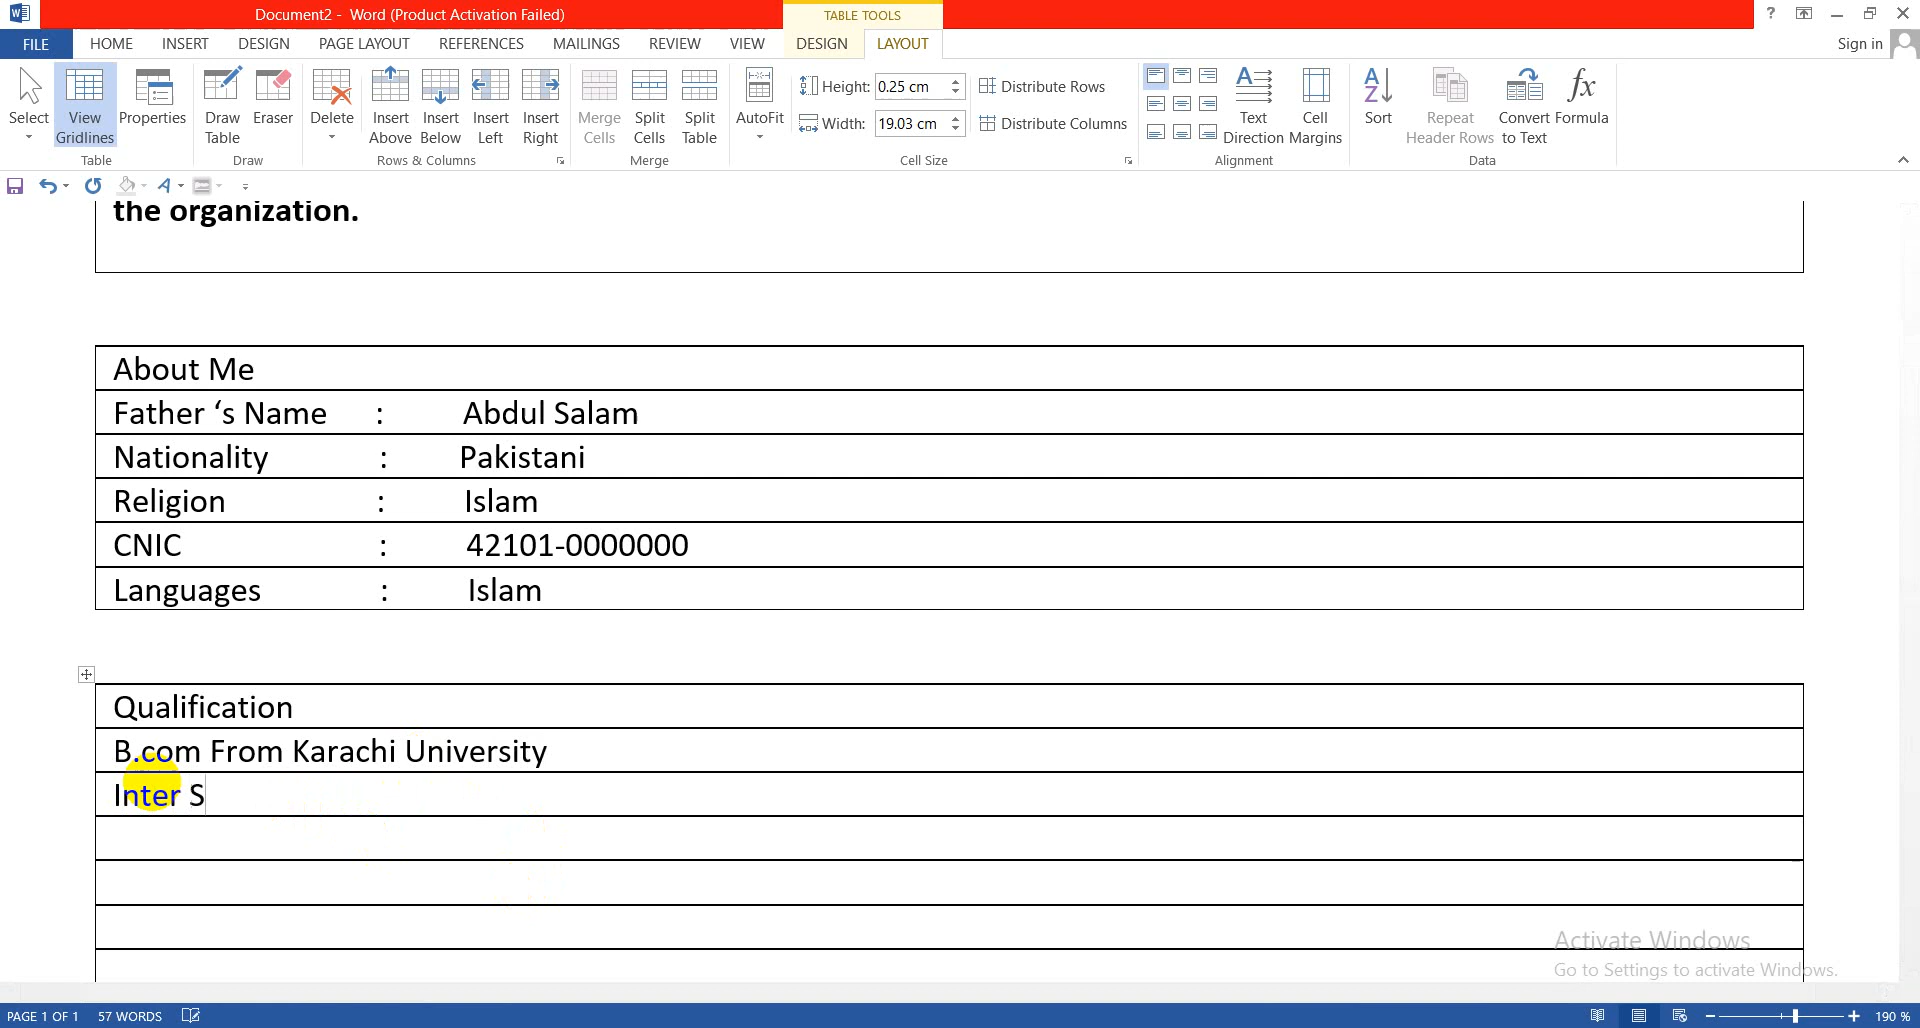 Document2 - Word (Product Activation Failed)
TABLE TOOLS
?
FILE HOME INSERT DESIGN PAGE LAYOUT REFERENCES MAILINGS REVIEW VIEW DESIGN LAYOUT Sign in
Select View Gridlines Properties Draw Table Eraser Delete Insert Above Insert Below Insert Left Insert Right Merge Cells Split Cells Split Table AutoFit Height: 0.25 cm Distribute Rows Text Direction Cell Margins Sort Repeat Header Rows Convert to Text Formula
Width: 19.03 cm Distribute Columns
Table Draw Rows & Columns Merge Cell Size Alignment Data
the organization.
About Me
Father ‘s Name : Abdul Salam
Nationality : Pakistani
Religion : Islam
CNIC : 42101-0000000
Languages : Islam
Qualification
B.com From Karachi University
Inter S
Activate Windows
Go to Settings to activate Windows.
PAGE 1 OF 1 57 WORDS 190 %